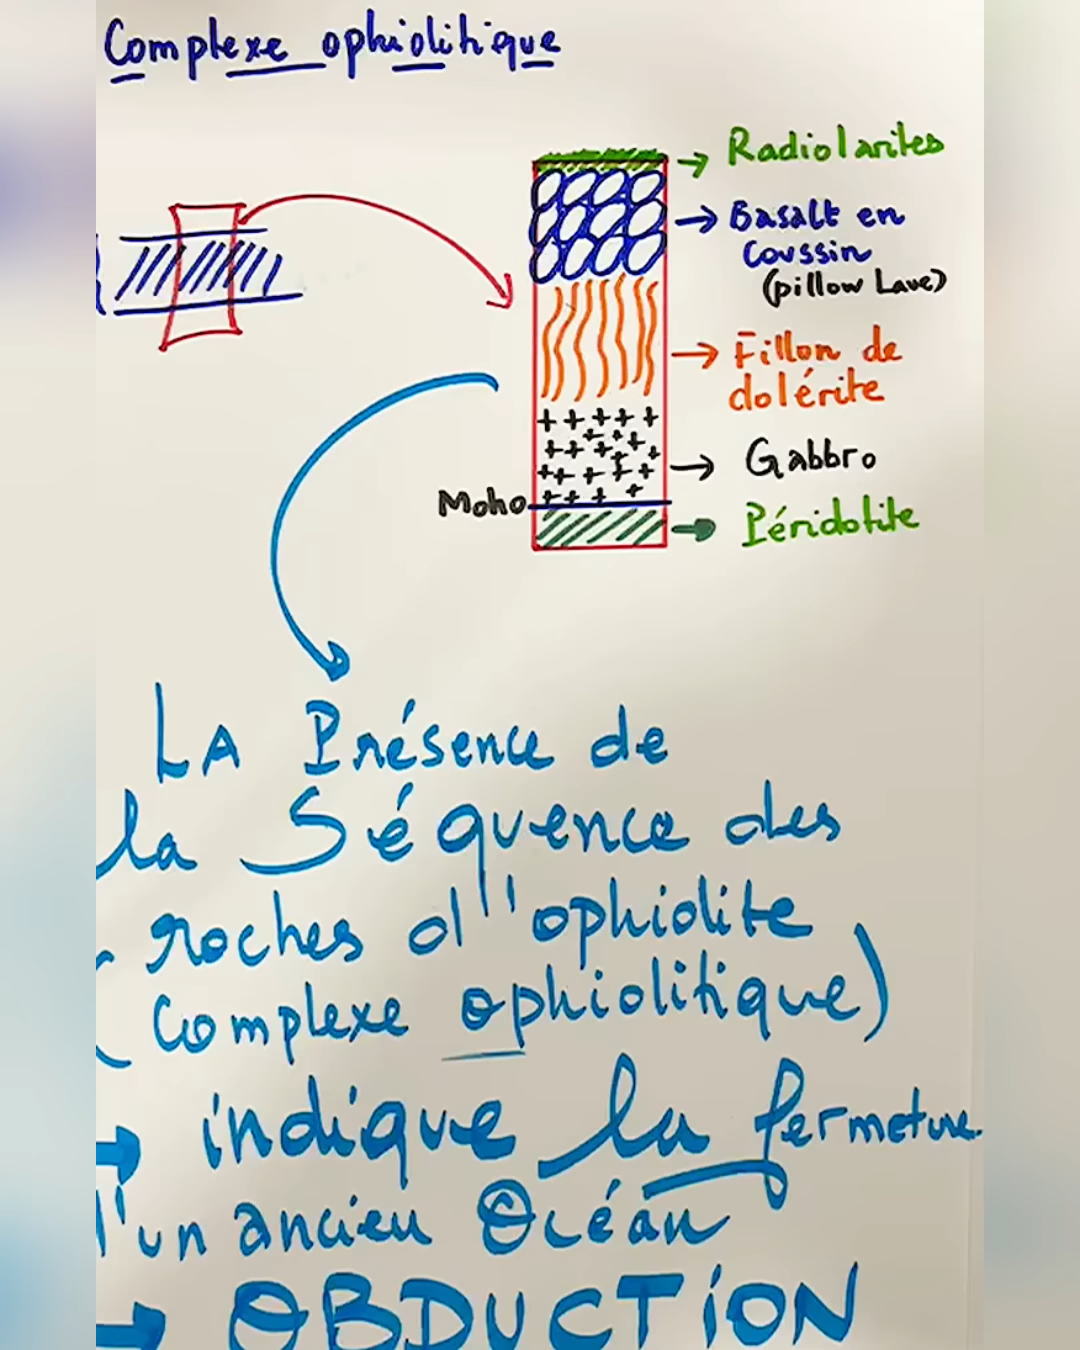 Complexe ophiolitique
Radiolarites
Basalt en
Coussin
(pillow Lave)
Fillon de
dolérite
Gabbro
Moho
Péridotite
LA Présence de
la Séquence des
roches d'ophiolite
(Complexe ophiolitique)
→ indique la fermeture
d'un ancien Océan
→ OBDUCTiON